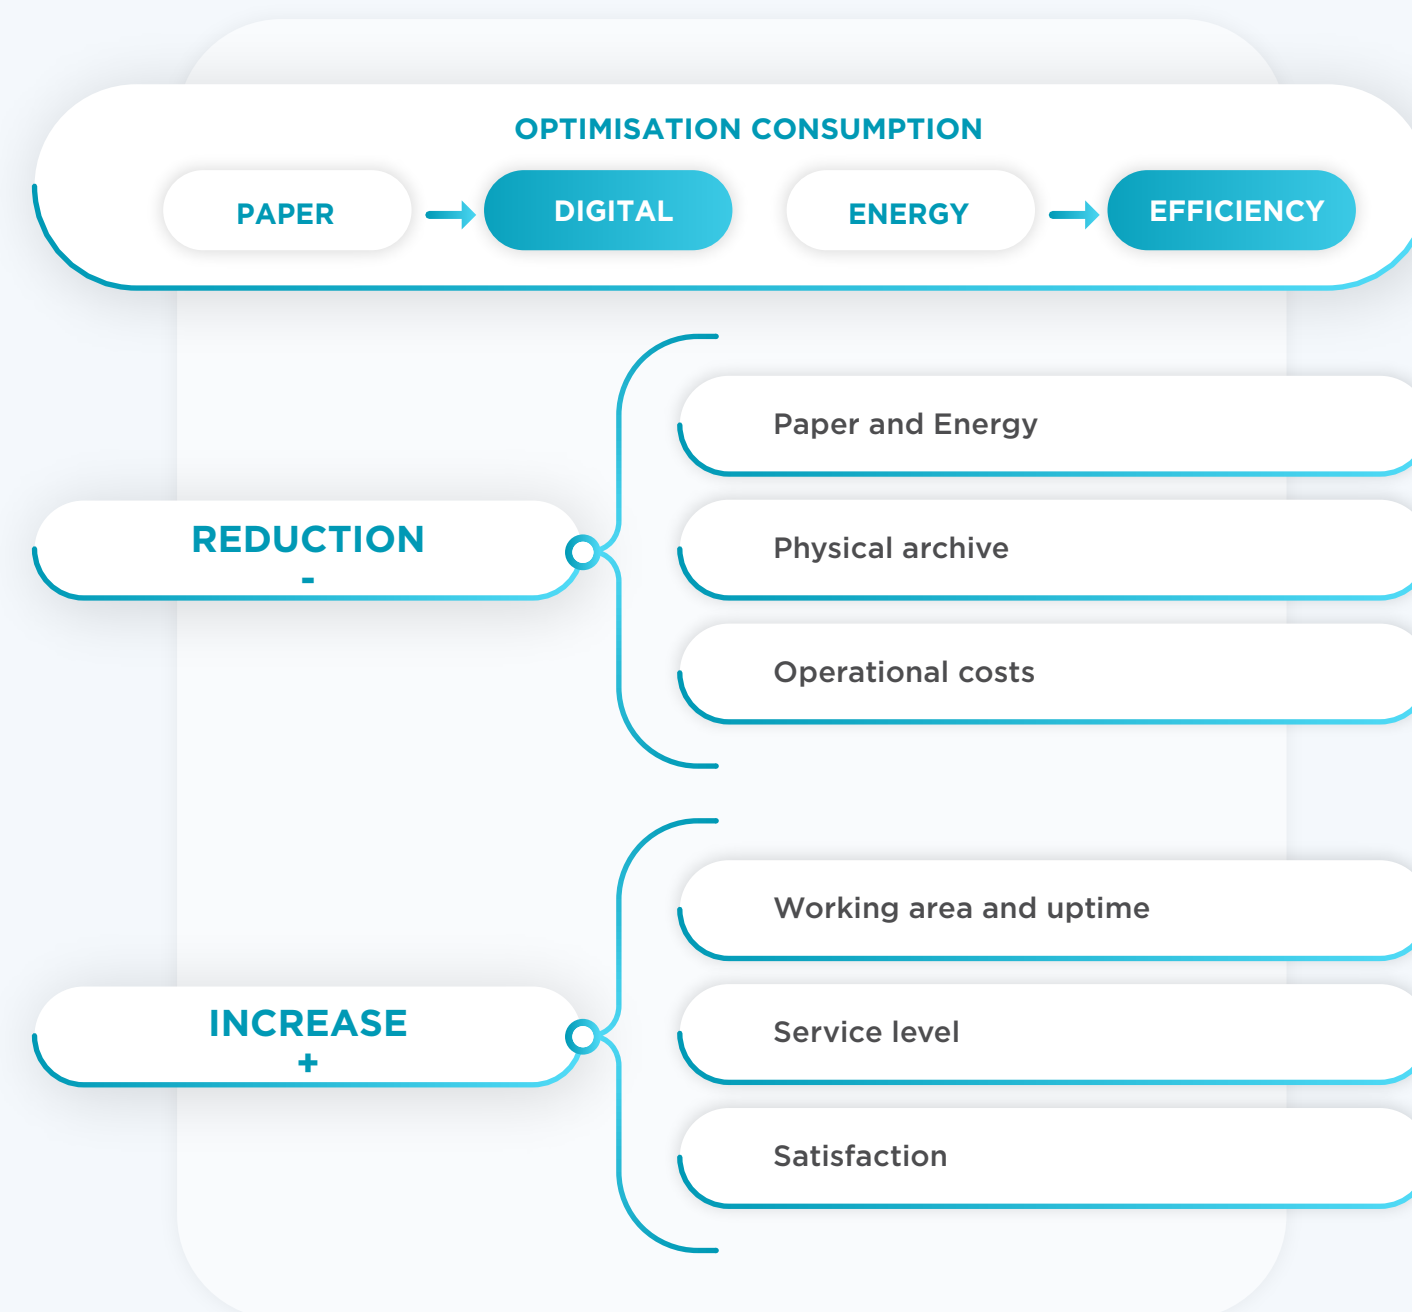 OPTIMISATION CONSUMPTION
PAPER DIGITAL ENERGY EFFICIENCY
Paper and Energy
REDUCTION
-
Physical archive
Operational costs
Working area and uptime
INCREASE
+
Service level
Satisfaction